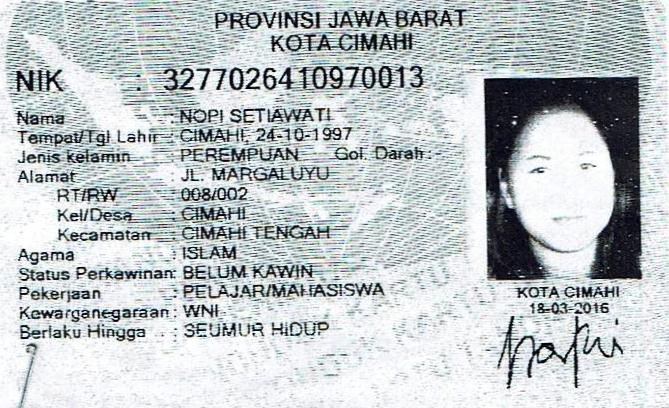 PROVINSI JAWA BARAT
KOTA CIMAHI
NIK : 3277026410970013
Nama : NOPI SETIAWATI
Tempat/Tgl Lahir : CIMAHI, 24-10-1997
Jenis kelamin : PEREMPUAN Gol. Darah : -
Alamat : JL. MARGALUYU
RT/RW : 008/002
Kel/Desa : CIMAHI
Kecamatan : CIMAHI TENGAH
Agama : ISLAM
Status Perkawinan: BELUM KAWIN
Pekerjaan : PELAJAR/MAHASISWA
Kewarganegaraan: WNI
Berlaku Hingga : SEUMUR HIDUP
KOTA CIMAHI
18-03-2016